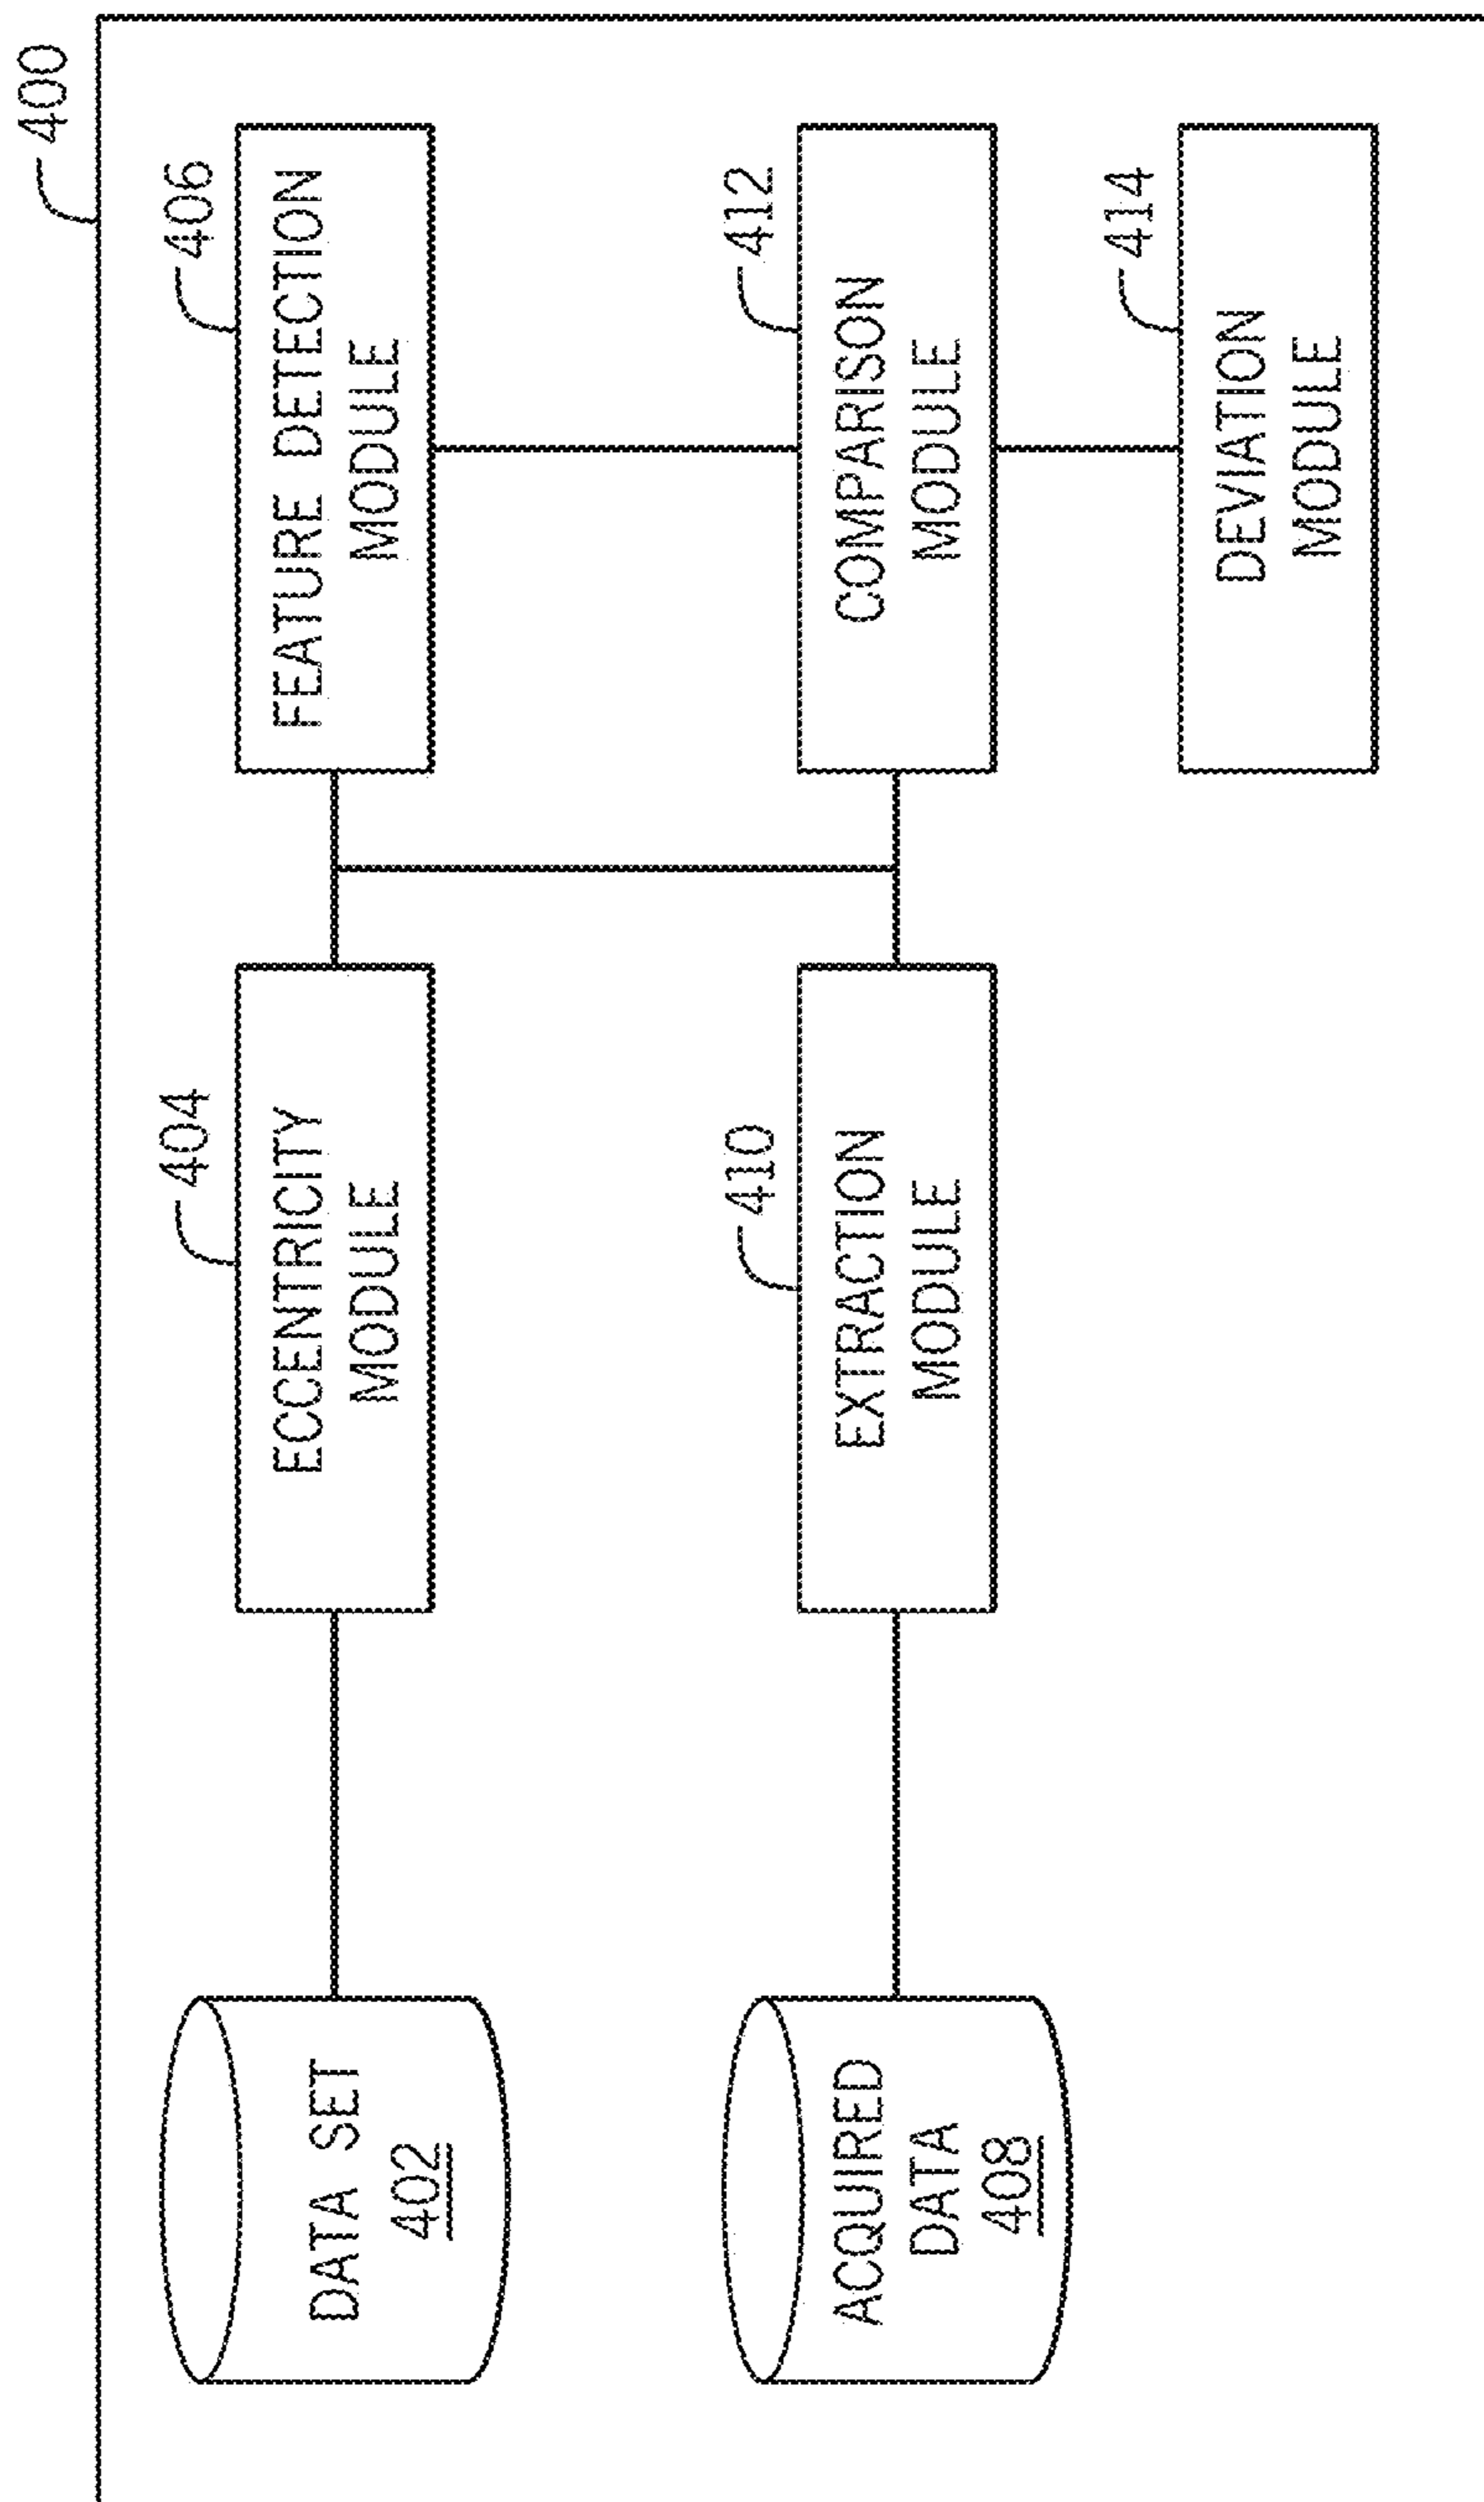 400
DATA SET
402
404
ECCENTRICITY
MODULE
406
FEATURE DETECTION
MODULE
ACQUIRED
DATA
408
410
EXTRACTION
MODULE
412
COMPARISON
MODULE
414
DEVIATION
MODULE